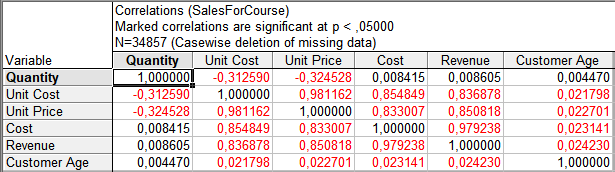 Correlations (SalesForCourse)
Marked correlations are significant at p < ,05000
N=34857 (Casewise deletion of missing data)
Variable Quantity Unit Cost Unit Price Cost Revenue Customer Age
Quantity 1,000000 -0,312590 -0,324528 0,008415 0,008605 0,004470
Unit Cost -0,312590 1,000000 0,981162 0,854849 0,836878 0,021798
Unit Price -0,324528 0,981162 1,000000 0,833007 0,850818 0,022701
Cost 0,008415 0,854849 0,833007 1,000000 0,979238 0,023141
Revenue 0,008605 0,836878 0,850818 0,979238 1,000000 0,024230
Customer Age 0,004470 0,021798 0,022701 0,023141 0,024230 1,000000